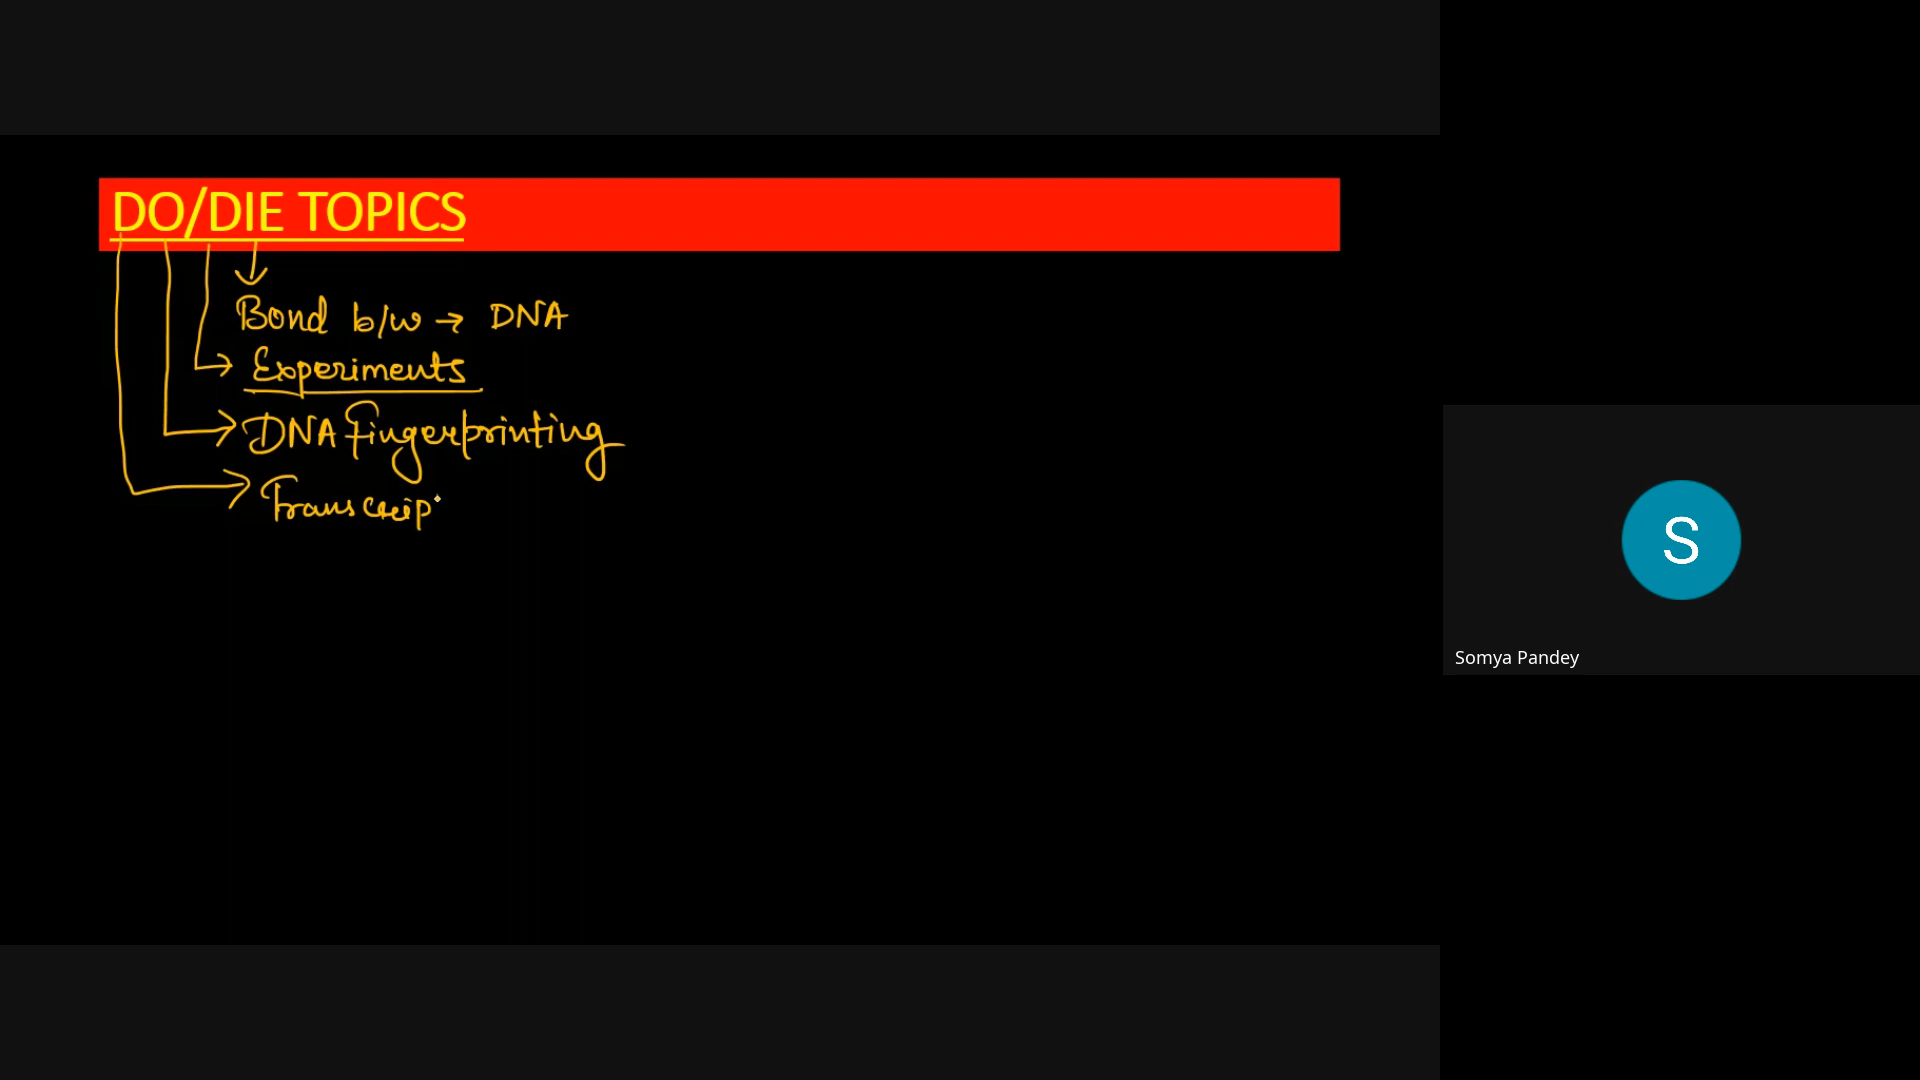 DO/DIE TOPICS
Bond b/w → DNA
Experiments
DNA fingerprinting
Transcrip
S
Somya Pandey